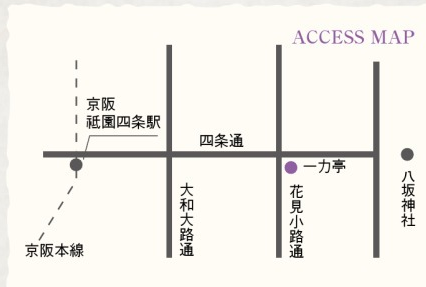 ACCESS MAP
京阪
祇園四条駅
四条通
一力亭
八坂神社
大和大路通
花見小路通
京阪本線